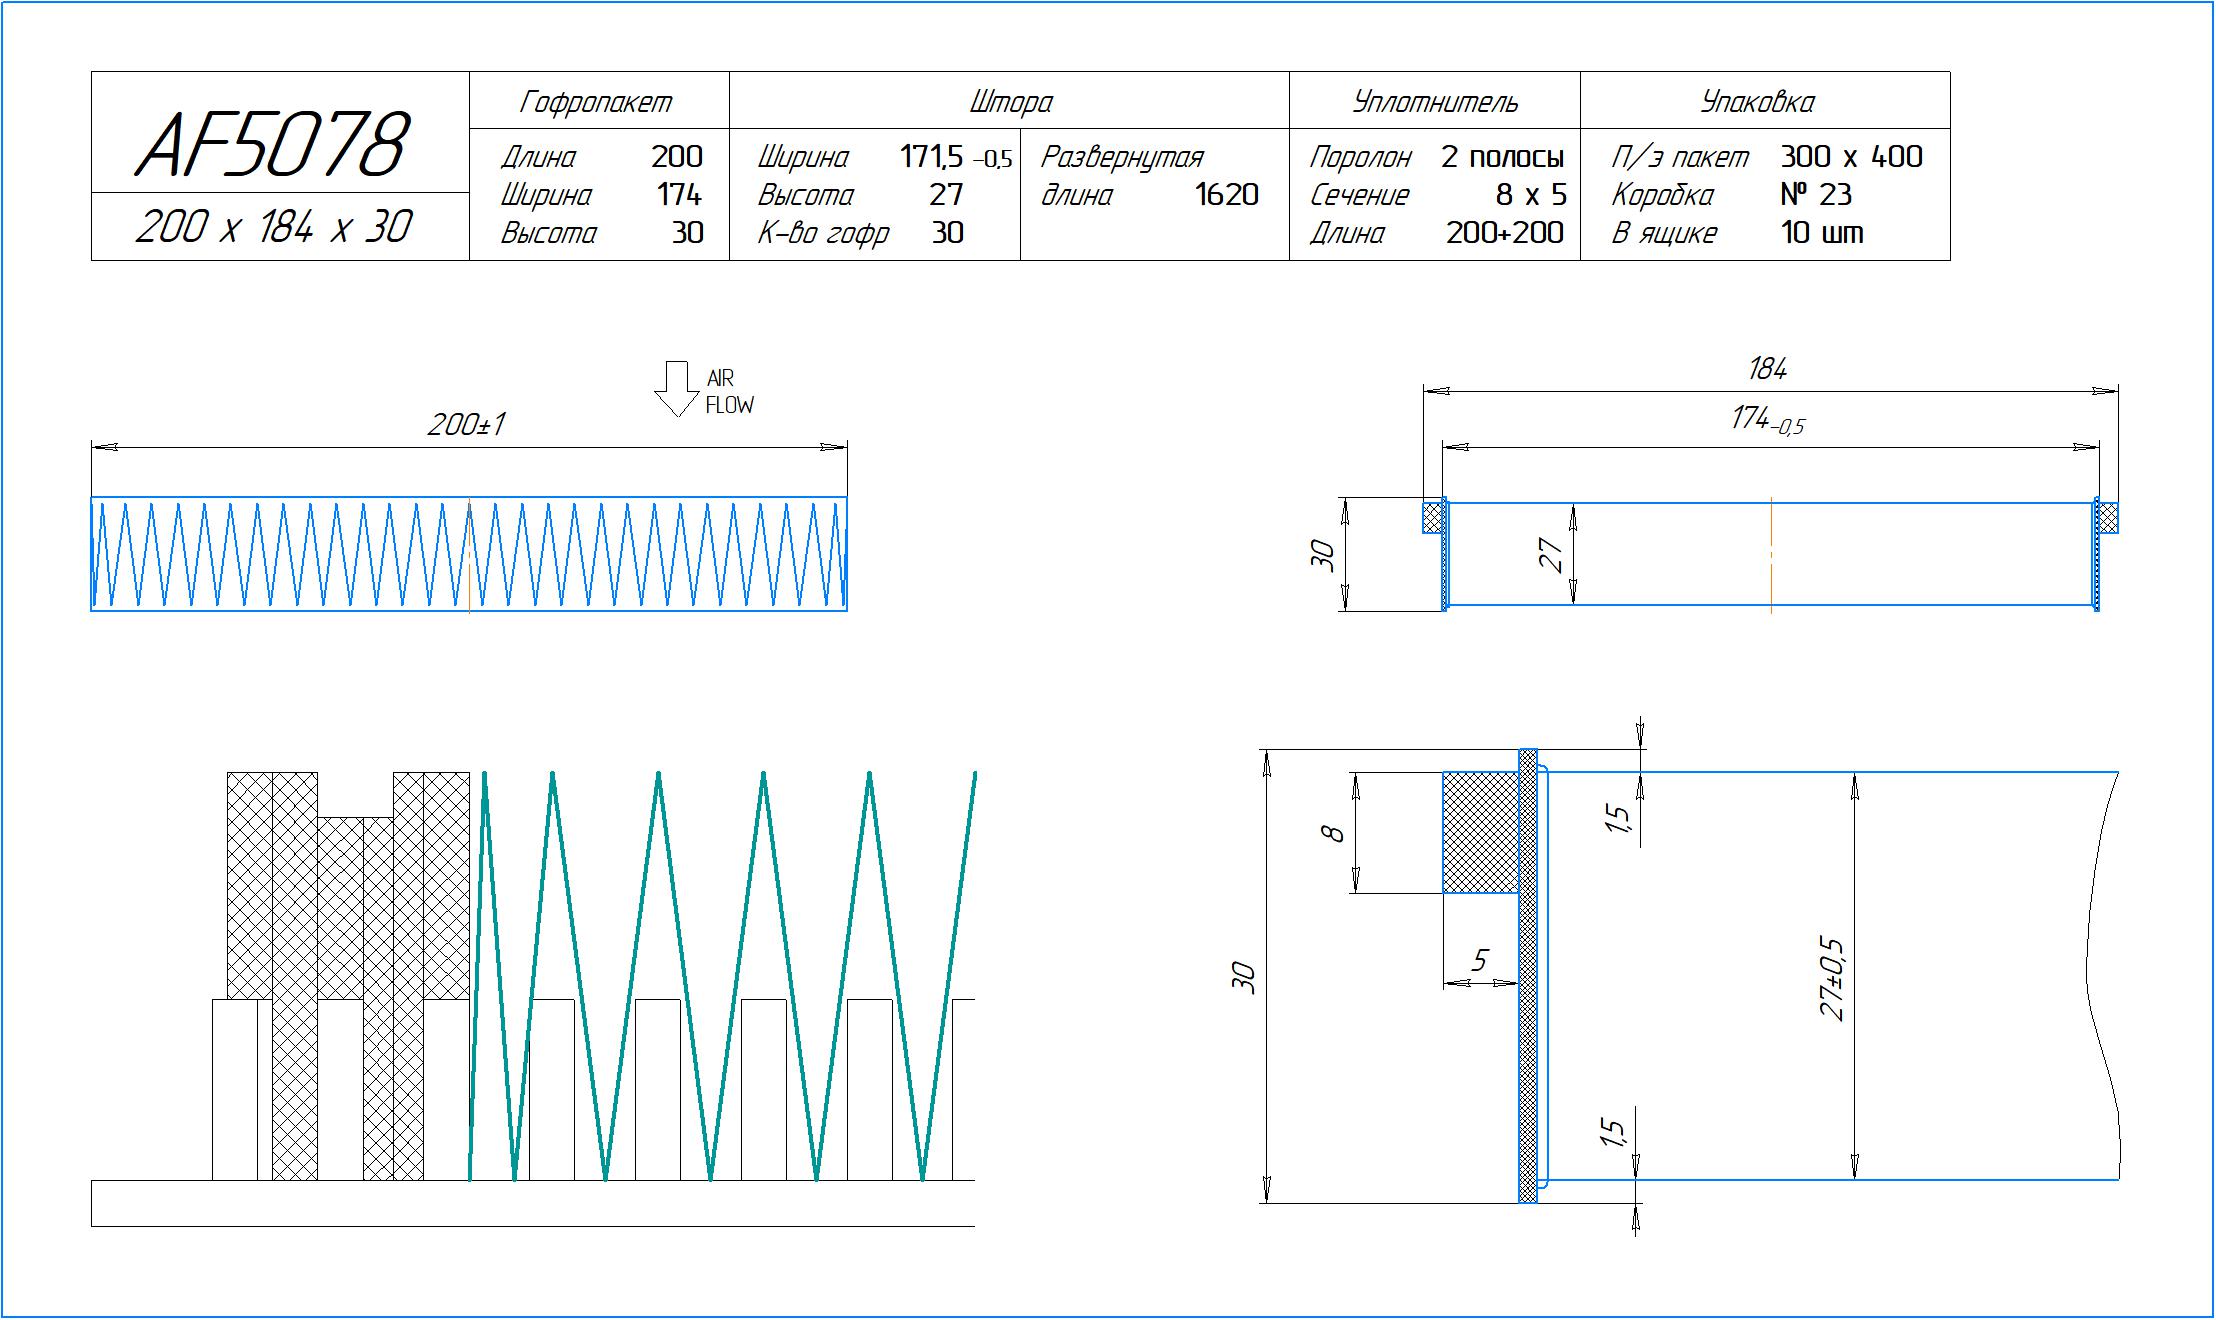 AF5078
200 x 184 x 30
Гофропакет
Длина 200
Ширина 174
Высота 30
Штора
Ширина 171,5 -0,5
Высота 27
К-во гофр 30
Развернутая
длина 1620
Уплотнитель
Поролон 2 полосы
Сечение 8 x 5
Длина 200+200
Упаковка
П/э пакет 300 x 400
Коробка № 23
В ящике 10 шт
AIR
FLOW
200±1
184
174-0,5
30
27
8
5
30
1,5
27±0,5
1,5